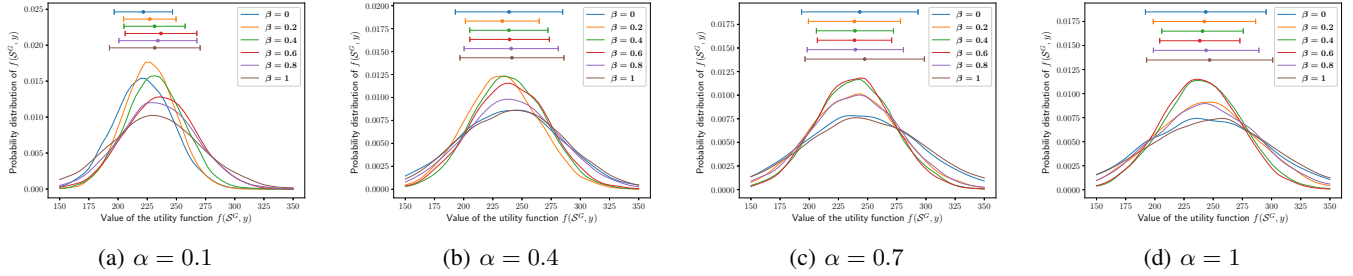 0.025
0.020
0.015
0.010
0.005
0.000
150 175 200 225 250 275 300 325 350
Probability distribution of f(S^G, y)
Value of the utility function f(S^G, y)
β = 0
β = 0.2
β = 0.4
β = 0.6
β = 0.8
β = 1
(a) α = 0.1
0.0200
0.0175
0.0150
0.0125
0.0100
0.0075
0.0050
0.0025
0.0000
150 175 200 225 250 275 300 325 350
Probability distribution of f(S^G, y)
Value of the utility function f(S^G, y)
β = 0
β = 0.2
β = 0.4
β = 0.6
β = 0.8
β = 1
(b) α = 0.4
0.0175
0.0150
0.0125
0.0100
0.0075
0.0050
0.0025
0.0000
150 175 200 225 250 275 300 325 350
Probability distribution of f(S^G, y)
Value of the utility function f(S^G, y)
β = 0
β = 0.2
β = 0.4
β = 0.6
β = 0.8
β = 1
(c) α = 0.7
0.0175
0.0150
0.0125
0.0100
0.0075
0.0050
0.0025
0.0000
150 175 200 225 250 275 300 325 350
Probability distribution of f(S^G, y)
Value of the utility function f(S^G, y)
β = 0
β = 0.2
β = 0.4
β = 0.6
β = 0.8
β = 1
(d) α = 1